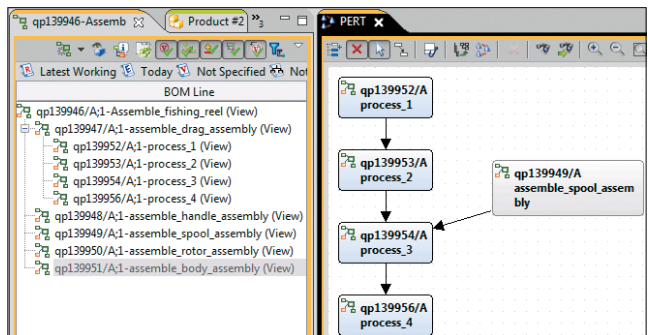 qp139946-Assemb
Product #2
PERT
Latest Working
Today
Not Specified
Not
BOM Line
qp139946/A;1-Assemble_fishing_reel (View)
qp139947/A;1-assemble_drag_assembly (View)
qp139952/A;1-process_1 (View)
qp139953/A;1-process_2 (View)
qp139954/A;1-process_3 (View)
qp139956/A;1-process_4 (View)
qp139948/A;1-assemble_handle_assembly (View)
qp139949/A;1-assemble_spool_assembly (View)
qp139950/A;1-assemble_rotor_assembly (View)
qp139951/A;1-assemble_body_assembly (View)
qp139952/A
process_1
qp139953/A
process_2
qp139949/A
assemble_spool_assem
bly
qp139954/A
process_3
qp139956/A
process_4